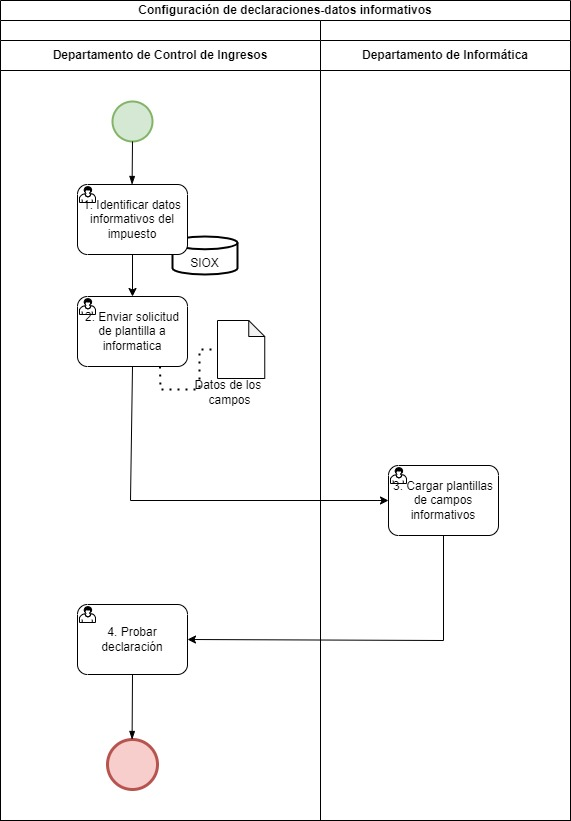 Configuración de declaraciones-datos informativos
Departamento de Control de Ingresos
Departamento de Informática
1. Identificar datos
informativos del
impuesto
SIOX
2. Enviar solicitud
de plantilla a
informatica
Datos de los
campos
3. Cargar plantillas
de campos
informativos
4. Probar
declaración